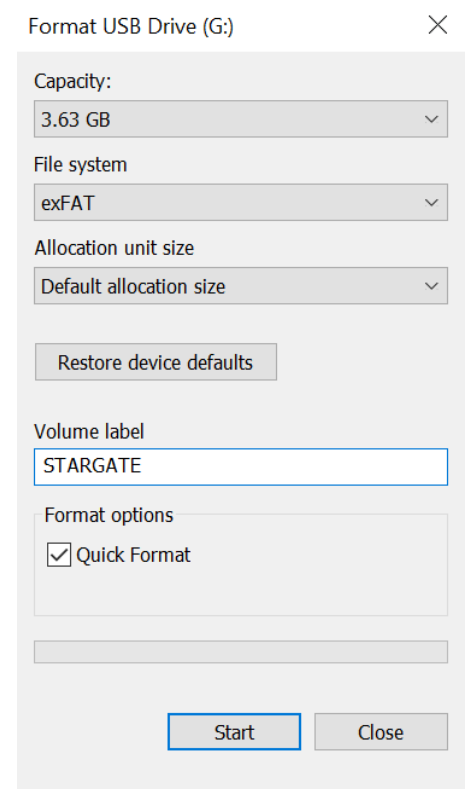 Format USB Drive (G:)
Capacity:
3.63 GB
File system
exFAT
Allocation unit size
Default allocation size
Restore device defaults
Volume label
STARGATE
Format options
Quick Format
Start Close